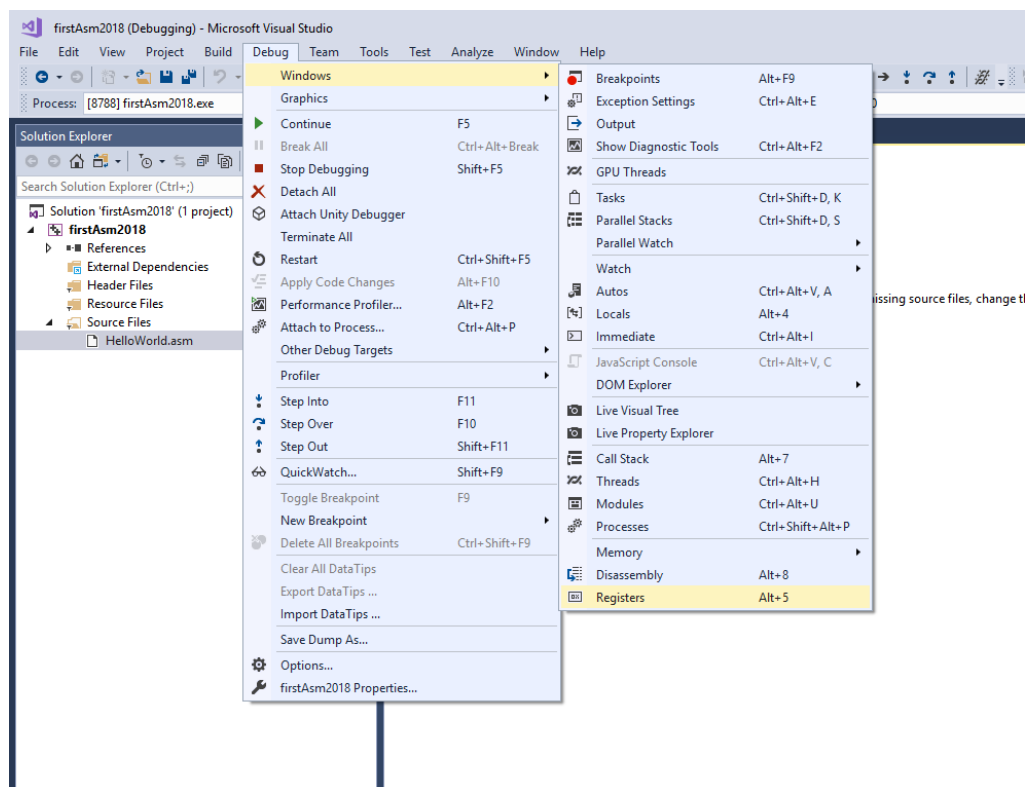 firstAsm2018 (Debugging) - Microsoft Visual Studio
File Edit View Project Build Debug Team Tools Test Analyze Window Help
Process: [8788] firstAsm2018.exe
Solution Explorer
Search Solution Explorer (Ctrl+;)
Solution 'firstAsm2018' (1 project)
firstAsm2018
References
External Dependencies
Header Files
Resource Files
Source Files
HelloWorld.asm
Windows
Graphics
Continue F5
Break All Ctrl+Alt+Break
Stop Debugging Shift+F5
Detach All
Attach Unity Debugger
Terminate All
Restart Ctrl+Shift+F5
Apply Code Changes Alt+F10
Performance Profiler... Alt+F2
Attach to Process... Ctrl+Alt+P
Other Debug Targets
Profiler
Step Into F11
Step Over F10
Step Out Shift+F11
QuickWatch... Shift+F9
Toggle Breakpoint F9
New Breakpoint
Delete All Breakpoints Ctrl+Shift+F9
Clear All DataTips
Export DataTips ...
Import DataTips ...
Save Dump As...
Options...
firstAsm2018 Properties...
Breakpoints Alt+F9
Exception Settings Ctrl+Alt+E
Output
Show Diagnostic Tools Ctrl+Alt+F2
GPU Threads
Tasks Ctrl+Shift+D, K
Parallel Stacks Ctrl+Shift+D, S
Parallel Watch
Watch
Autos Ctrl+Alt+V, A
Locals Alt+4
Immediate Ctrl+Alt+I
JavaScript Console Ctrl+Alt+V, C
DOM Explorer
Live Visual Tree
Live Property Explorer
Call Stack Alt+7
Threads Ctrl+Alt+H
Modules Ctrl+Alt+U
Processes Ctrl+Shift+Alt+P
Memory
Disassembly Alt+8
Registers Alt+5
issing source files, change th